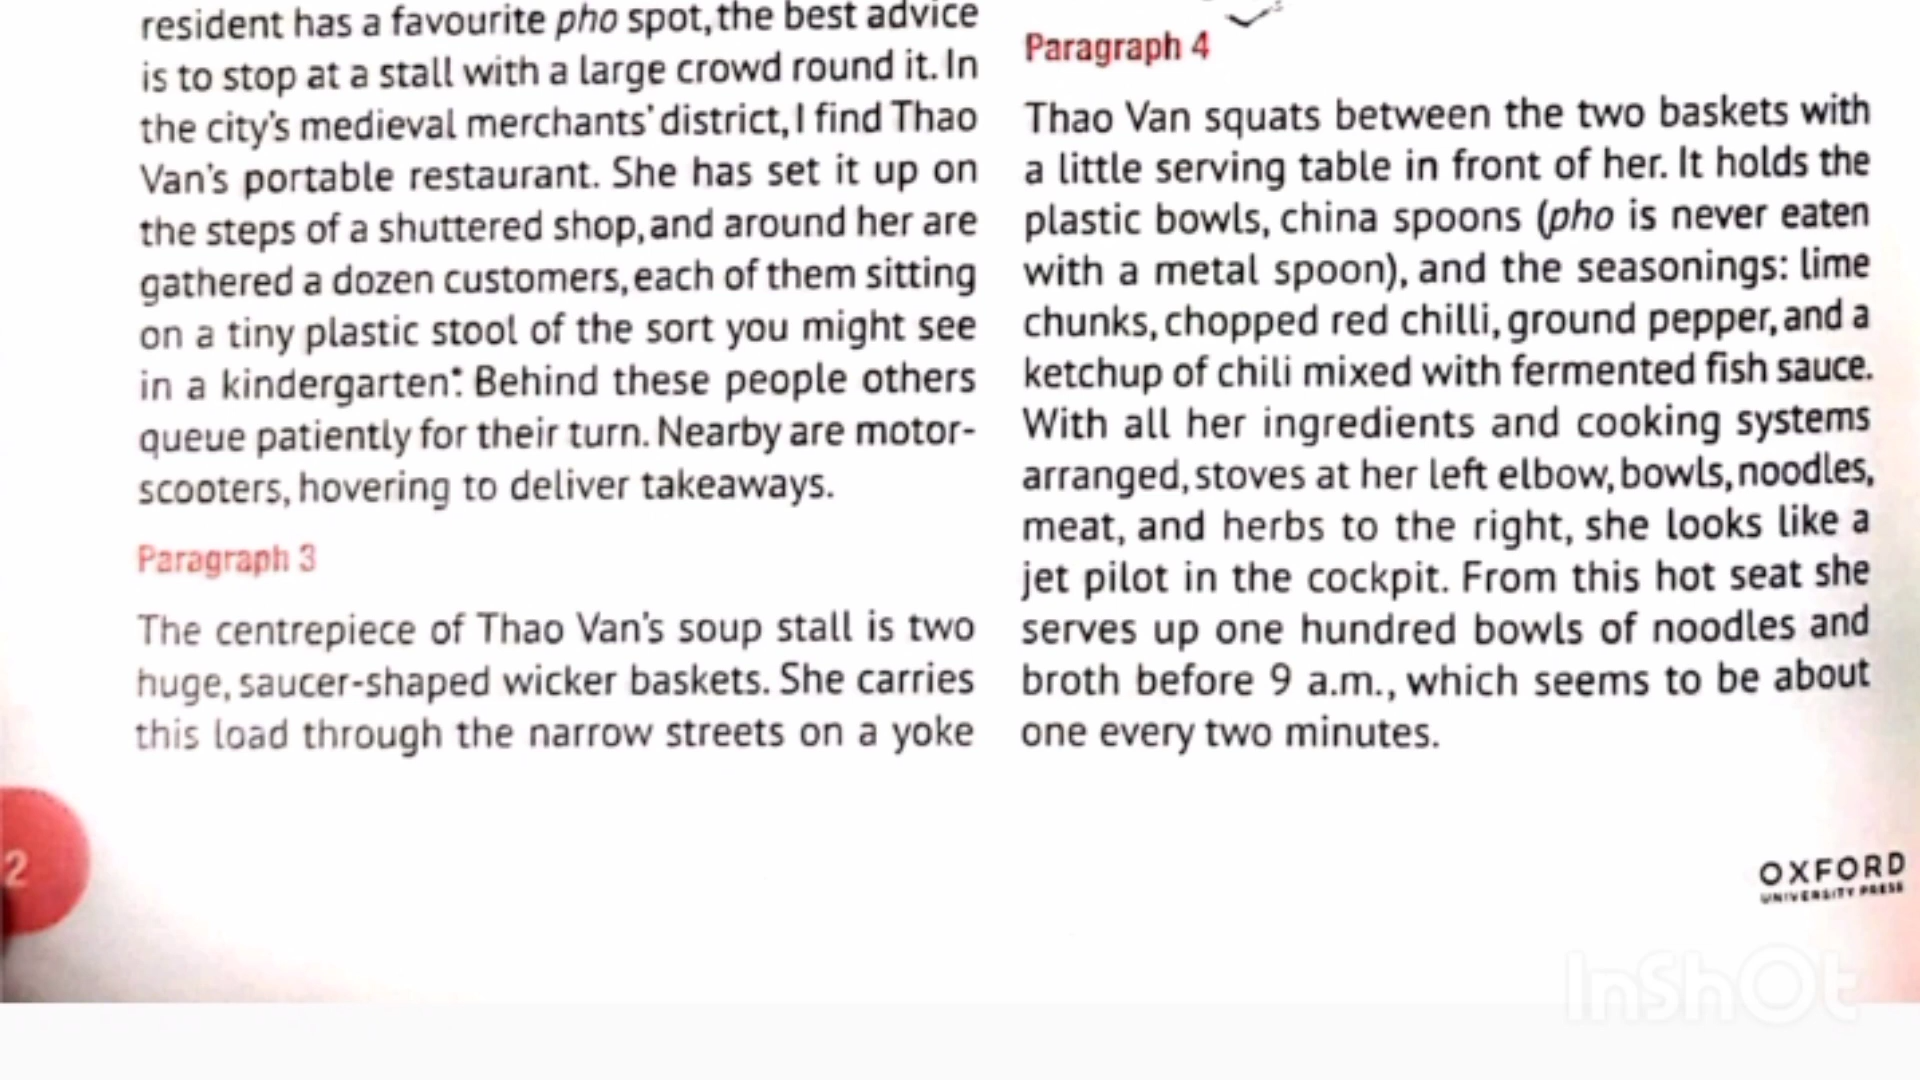 resident has a favourite pho spot, the best advice
is to stop at a stall with a large crowd round it. In
the city's medieval merchants' district, I find Thao
Van's portable restaurant. She has set it up on
the steps of a shuttered shop, and around her are
gathered a dozen customers, each of them sitting
on a tiny plastic stool of the sort you might see
in a kindergarten*. Behind these people others
queue patiently for their turn. Nearby are motor-
scooters, hovering to deliver takeaways.
Paragraph 3
The centrepiece of Thao Van's soup stall is two
huge, saucer-shaped wicker baskets. She carries
this load through the narrow streets on a yoke
2
Paragraph 4
Thao Van squats between the two baskets with
a little serving table in front of her. It holds the
plastic bowls, china spoons (pho is never eaten
with a metal spoon), and the seasonings: lime
chunks, chopped red chilli, ground pepper, and a
ketchup of chili mixed with fermented fish sauce.
With all her ingredients and cooking systems
arranged, stoves at her left elbow, bowls, noodles,
meat, and herbs to the right, she looks like a
jet pilot in the cockpit. From this hot seat she
serves up one hundred bowls of noodles and
broth before 9 a.m., which seems to be about
one every two minutes.
OXFORD
UNIVERSITY PRESS
InShOt